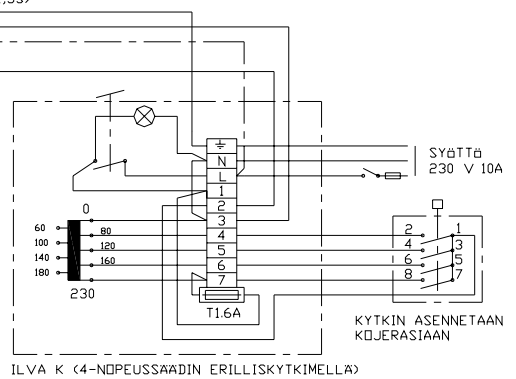 N
L
1
2
3
4
5
6
7
T1.6A
SYÖTTÖ
230 V 10A
0
60
80
100
120
140
160
180
230
2 1
4 3
6 5
8 7
KYTKIN ASENNETAAN
KOJERASIAAN
ILVA K (4-NOPEUSSÄÄDIN ERILLISKYTKIMELLÄ)